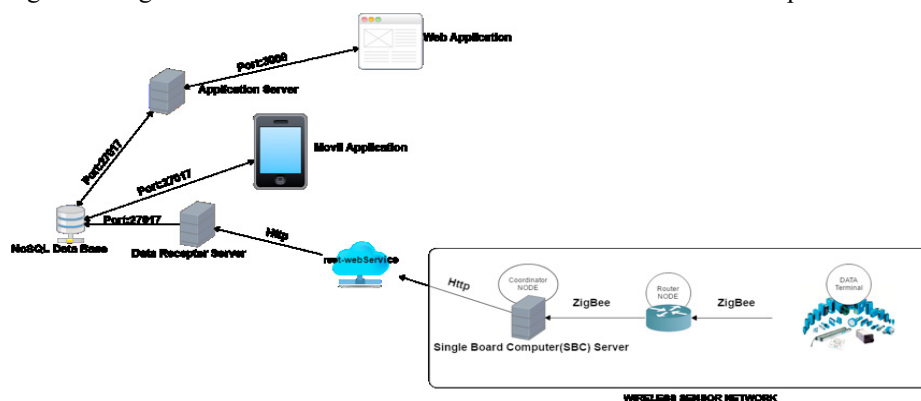 Web Application
Port:3000
Application Server
Port:27017
Movil Application
Port:27017
Port:27017
NoSQL Data Base
Data Receptor Server
Http
rest-webService
Http
Coordinator
NODE
ZigBee
Router
NODE
ZigBee
DATA
Terminal
Single Board Computer(SBC) Server
WIRELESS SENSOR NETWORK